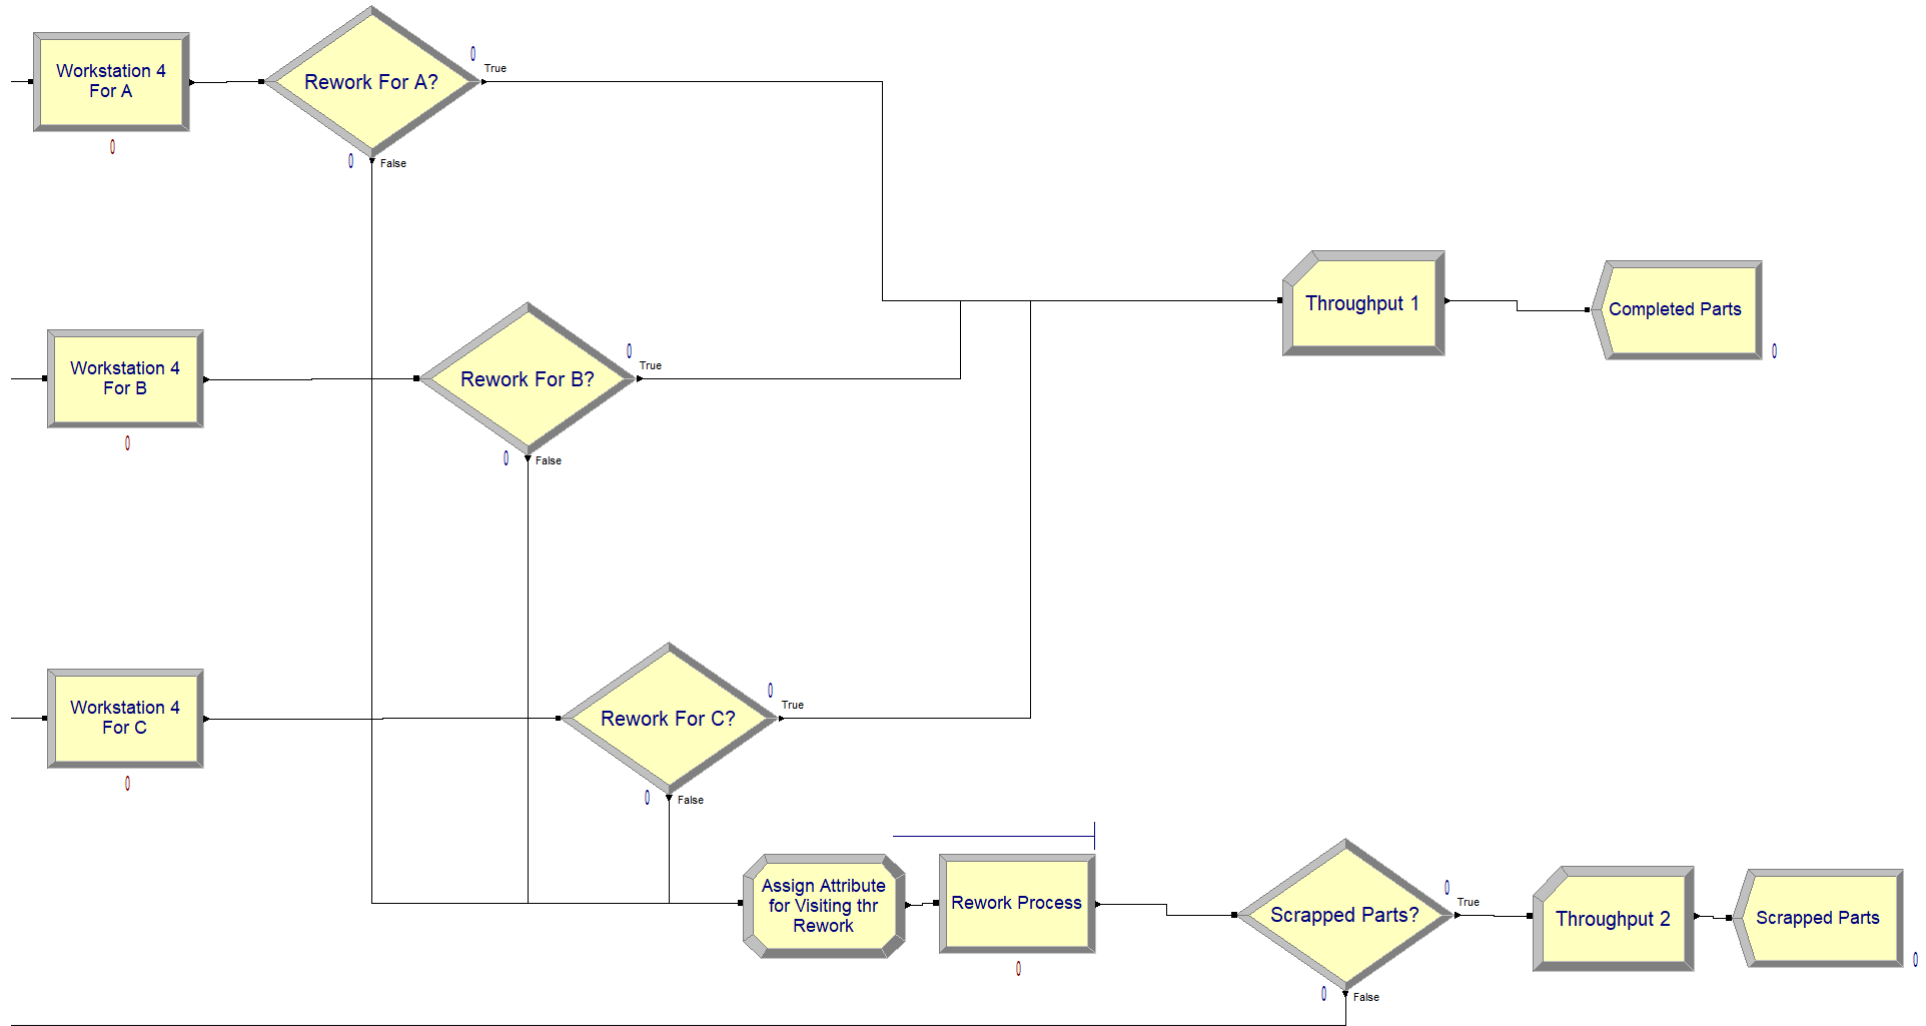 Workstation 4
For A
0
Rework For A?
0
True
0
False
Workstation 4
For B
0
Rework For B?
0
True
0
False
Throughput 1
Completed Parts
0
Workstation 4
For C
0
Rework For C?
0
True
0
False
Assign Attribute
for Visiting thr
Rework
Rework Process
0
Scrapped Parts?
0
True
0
False
Throughput 2
Scrapped Parts
0